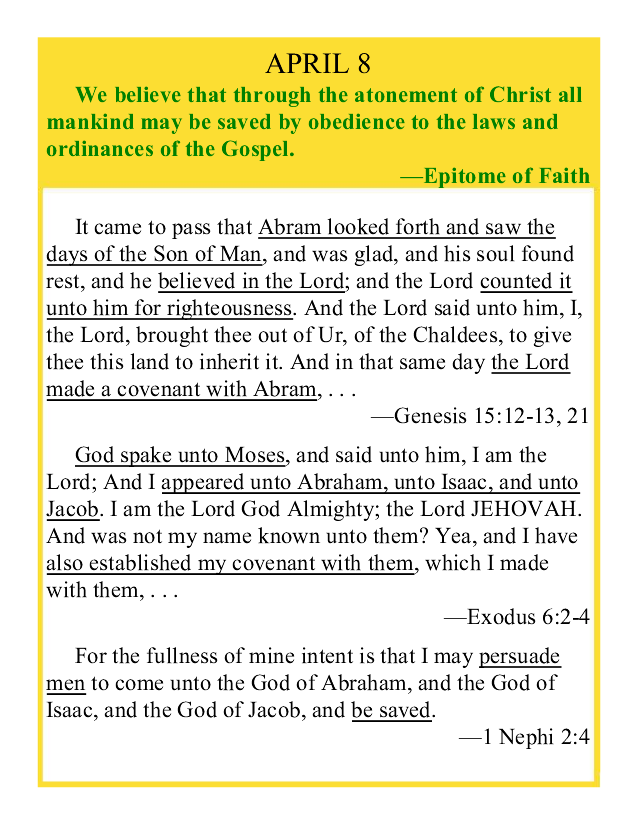 APRIL 8
We believe that through the atonement of Christ all
mankind may be saved by obedience to the laws and
ordinances of the Gospel.
—Epitome of Faith
It came to pass that Abram looked forth and saw the
days of the Son of Man, and was glad, and his soul found
rest, and he believed in the Lord; and the Lord counted it
unto him for righteousness. And the Lord said unto him, I,
the Lord, brought thee out of Ur, of the Chaldees, to give
thee this land to inherit it. And in that same day the Lord
made a covenant with Abram, . . .
—Genesis 15:12-13, 21
God spake unto Moses, and said unto him, I am the
Lord; And I appeared unto Abraham, unto Isaac, and unto
Jacob. I am the Lord God Almighty; the Lord JEHOVAH.
And was not my name known unto them? Yea, and I have
also established my covenant with them, which I made
with them, . . .
—Exodus 6:2-4
For the fullness of mine intent is that I may persuade
men to come unto the God of Abraham, and the God of
Isaac, and the God of Jacob, and be saved.
—1 Nephi 2:4